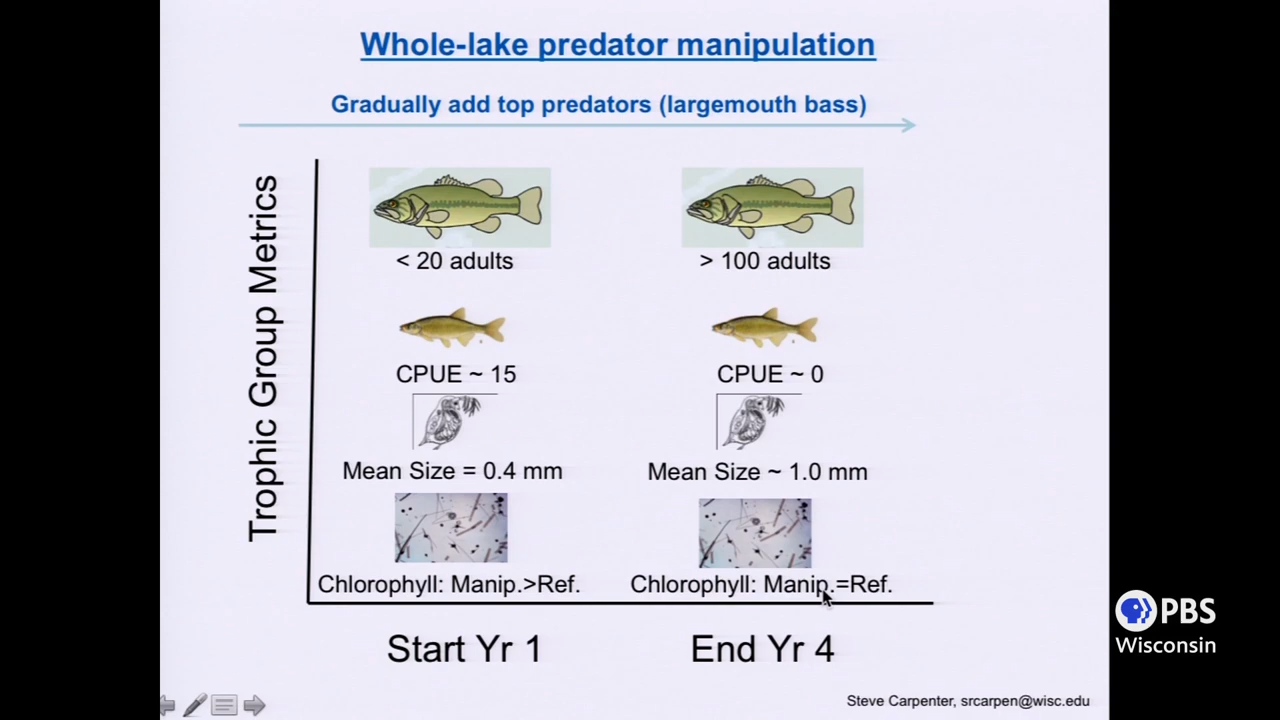 Whole-lake predator manipulation
Gradually add top predators (largemouth bass)
Trophic Group Metrics
< 20 adults
> 100 adults
CPUE ~ 15
CPUE ~ 0
Mean Size = 0.4 mm
Mean Size ~ 1.0 mm
Chlorophyll: Manip.>Ref.
Chlorophyll: Manip.=Ref.
Start Yr 1
End Yr 4
Steve Carpenter, srcarpen@wisc.edu
PBS
Wisconsin